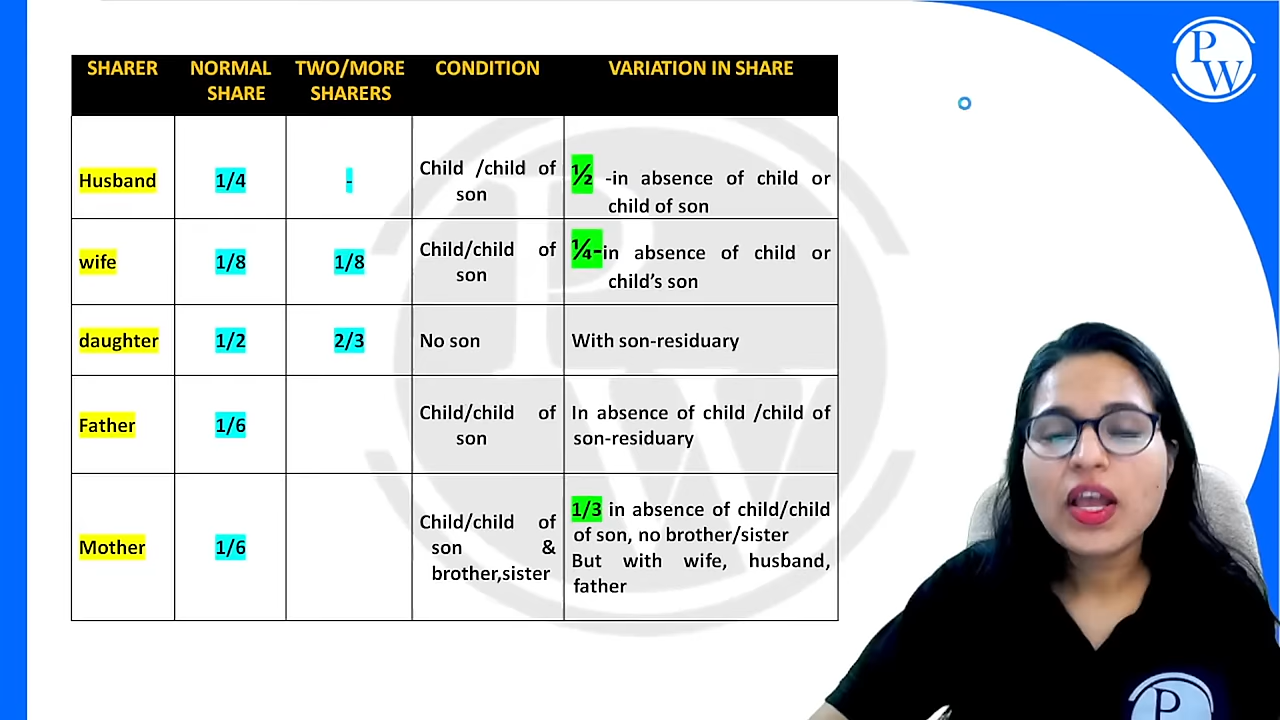 SHARER NORMAL SHARE TWO/MORE SHARERS CONDITION VARIATION IN SHARE
Husband 1/4 - Child /child of son ½ -in absence of child or child of son
wife 1/8 1/8 Child/child of son ¼-in absence of child or child's son
daughter 1/2 2/3 No son With son-residuary
Father 1/6 Child/child of son In absence of child /child of son-residuary
Mother 1/6 Child/child of son & brother,sister 1/3 in absence of child/child of son, no brother/sister
But with wife, husband, father
P
W
P
W
P